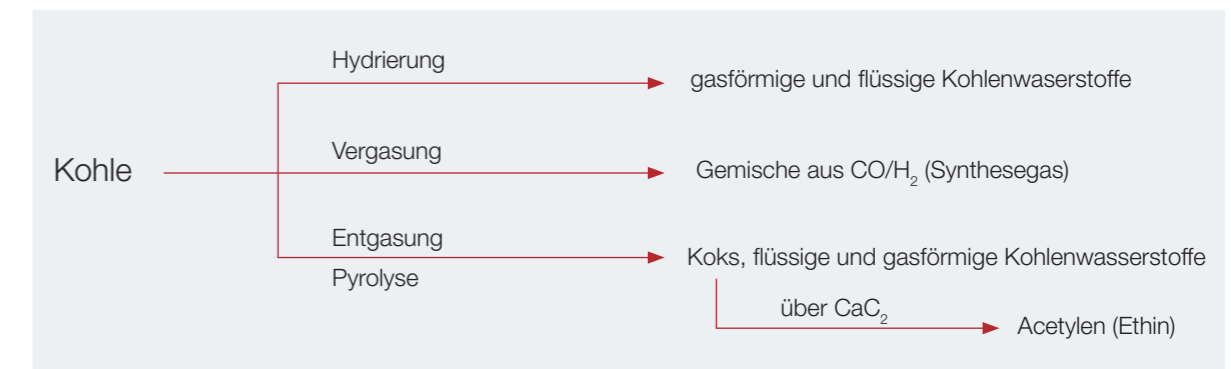 Hydrierung
gasförmige und flüssige Kohlenwaserstoffe
Kohle
Vergasung
Gemische aus CO/H₂ (Synthesegas)
Entgasung
Pyrolyse
Koks, flüssige und gasförmige Kohlenwasserstoffe
über CaC₂
Acetylen (Ethin)